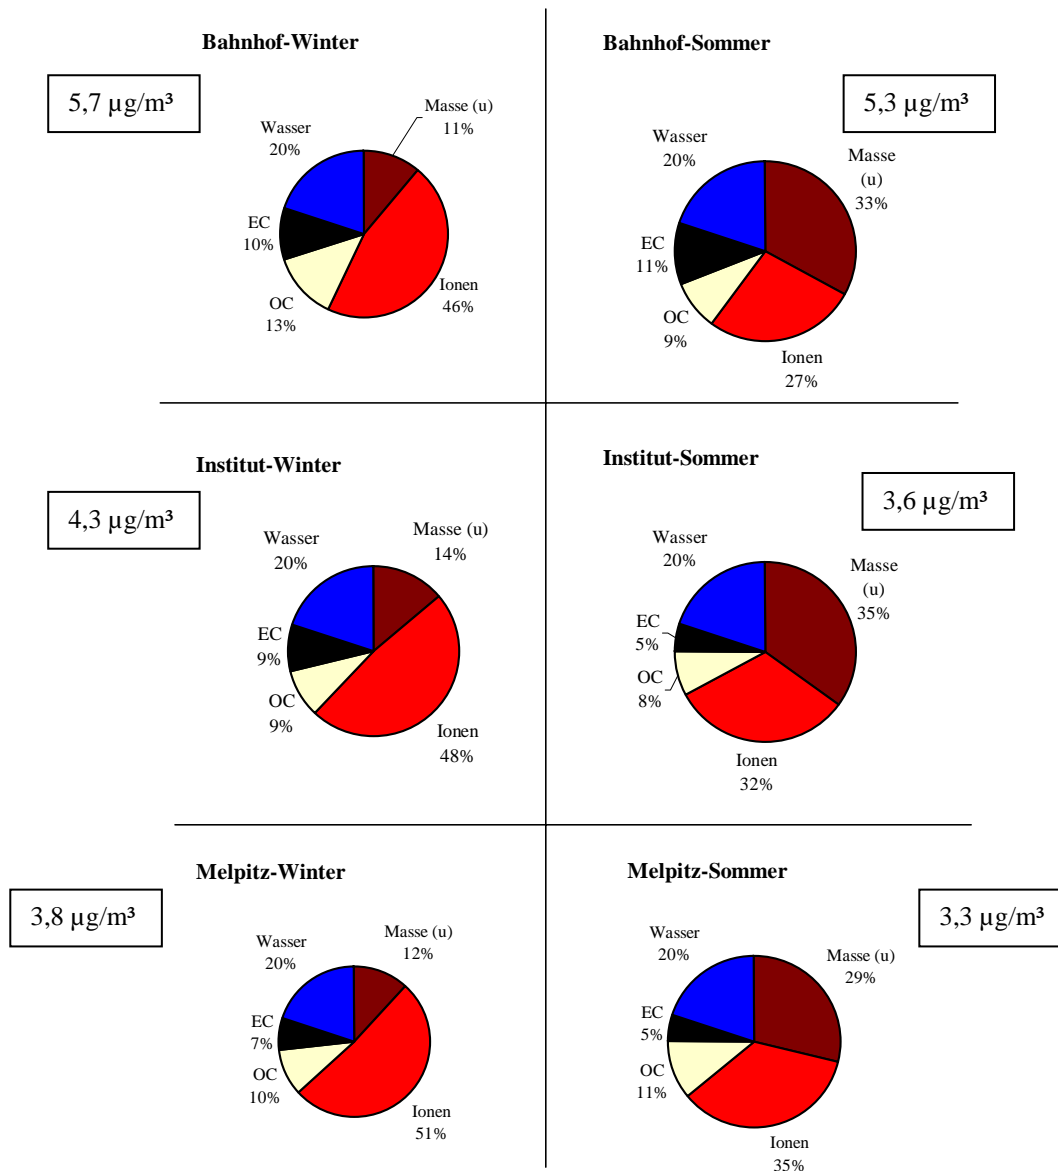 Bahnhof-Winter
5,7 µg/m³
Masse (u)
11%
Wasser
20%
EC
10%
OC
13%
Ionen
46%
Bahnhof-Sommer
5,3 µg/m³
Wasser
20%
Masse
(u)
33%
EC
11%
OC
9%
Ionen
27%
Institut-Winter
4,3 µg/m³
Wasser
20%
Masse (u)
14%
EC
9%
OC
9%
Ionen
48%
Institut-Sommer
3,6 µg/m³
Wasser
20%
Masse
(u)
35%
EC
5%
OC
8%
Ionen
32%
Melpitz-Winter
3,8 µg/m³
Wasser
20%
Masse (u)
12%
EC
7%
OC
10%
Ionen
51%
Melpitz-Sommer
3,3 µg/m³
Wasser
20%
Masse (u)
29%
EC
5%
OC
11%
Ionen
35%